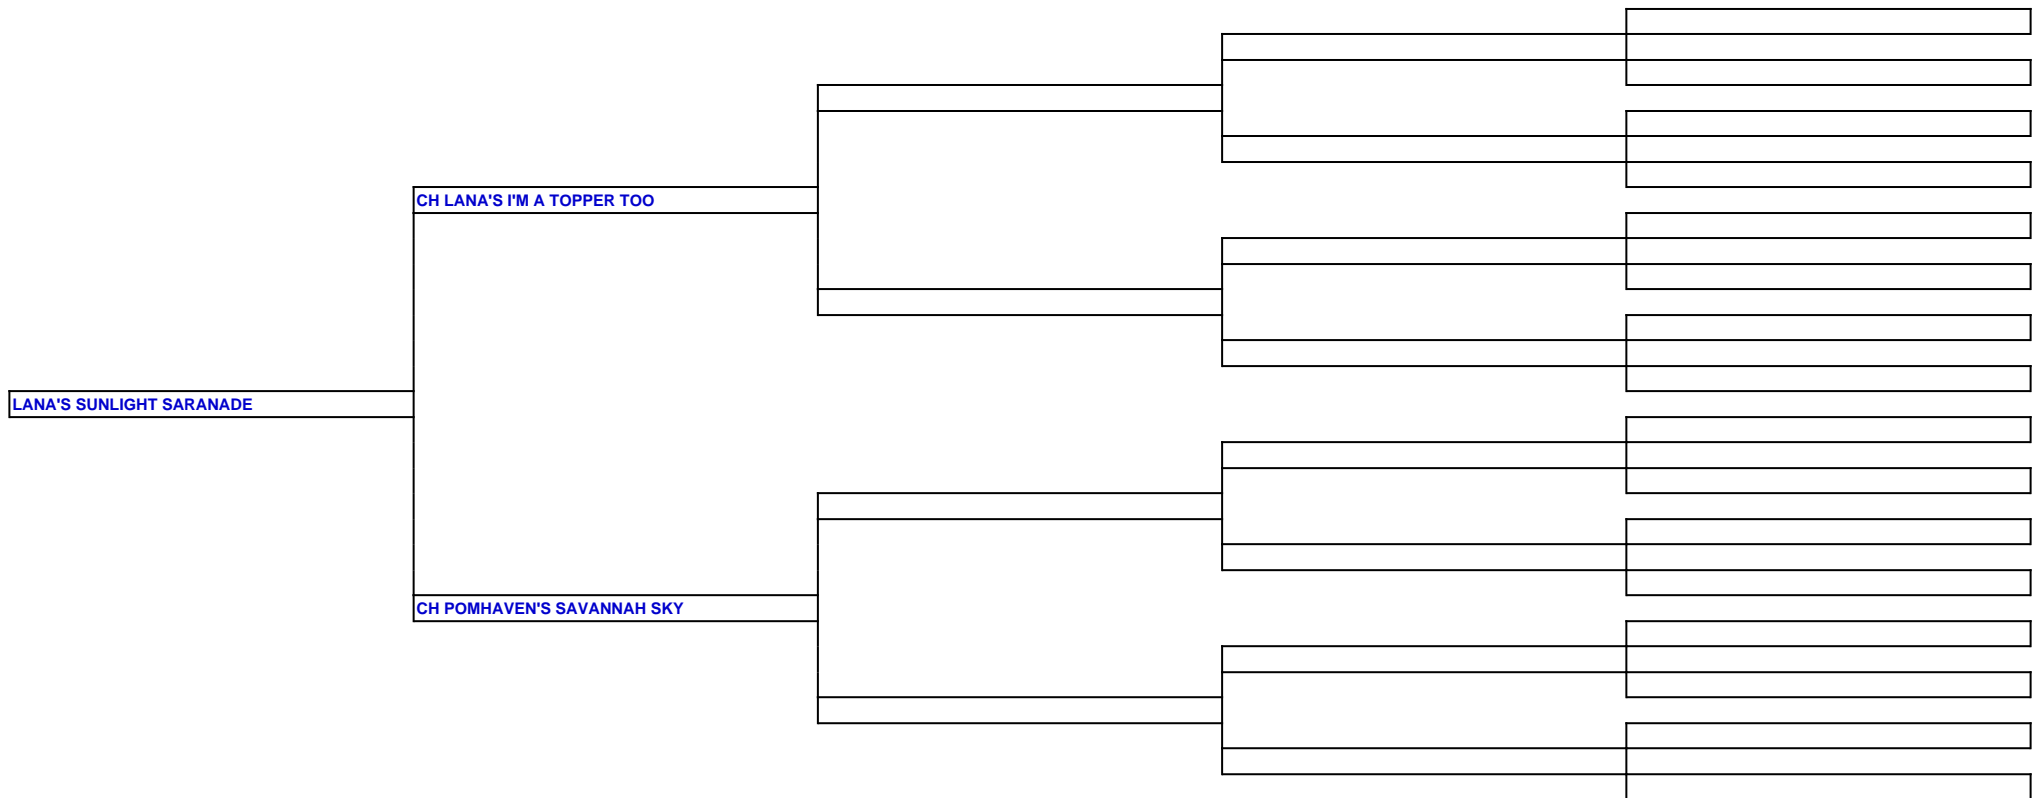 CH LANA'S I'M A TOPPER TOO
LANA'S SUNLIGHT SARANADE
CH POMHAVEN'S SAVANNAH SKY